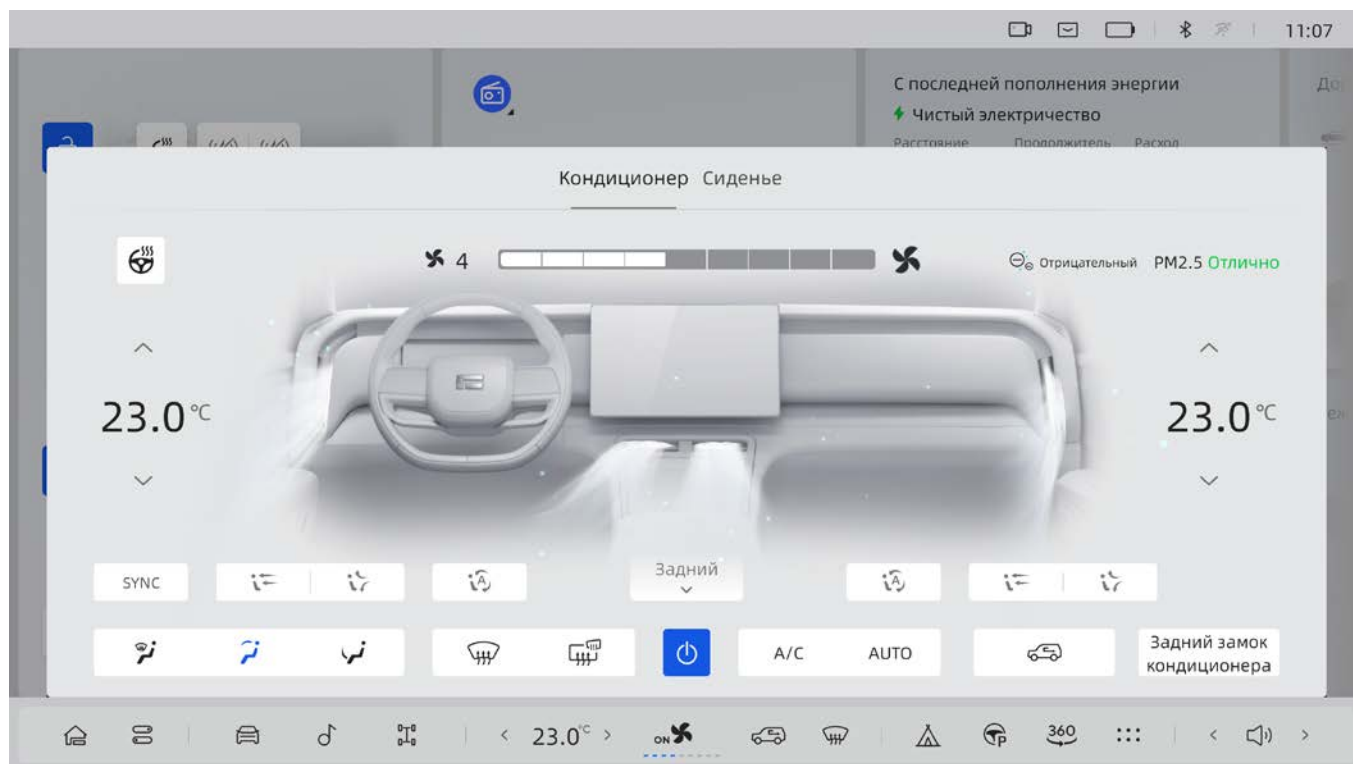 11:07
С последней пополнения энергии
Чистый электричество
Расстояние Продолжитель Расход
Кондиционер Сиденье
4
Отрицательный PM2.5 Отлично
23.0°C
23.0°C
SYNC
A
Задний
A
A/C
AUTO
Задний замок
кондиционера
23.0°C
ON
P
360